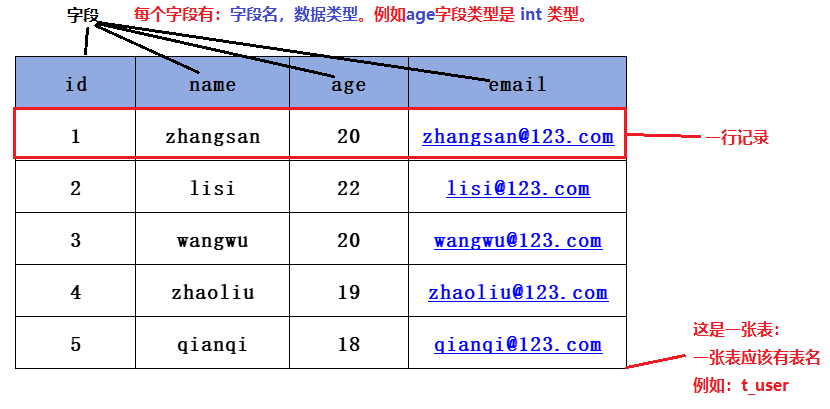 字段 每个字段有：字段名，数据类型。例如age字段类型是 int 类型。
id name age email
1 zhangsan 20 zhangsan@123.com
一行记录
2 lisi 22 lisi@123.com
3 wangwu 20 wangwu@123.com
4 zhaoliu 19 zhaoliu@123.com
5 qianqi 18 qianqi@123.com
这是一张表：
一张表应该有表名
例如：t_user